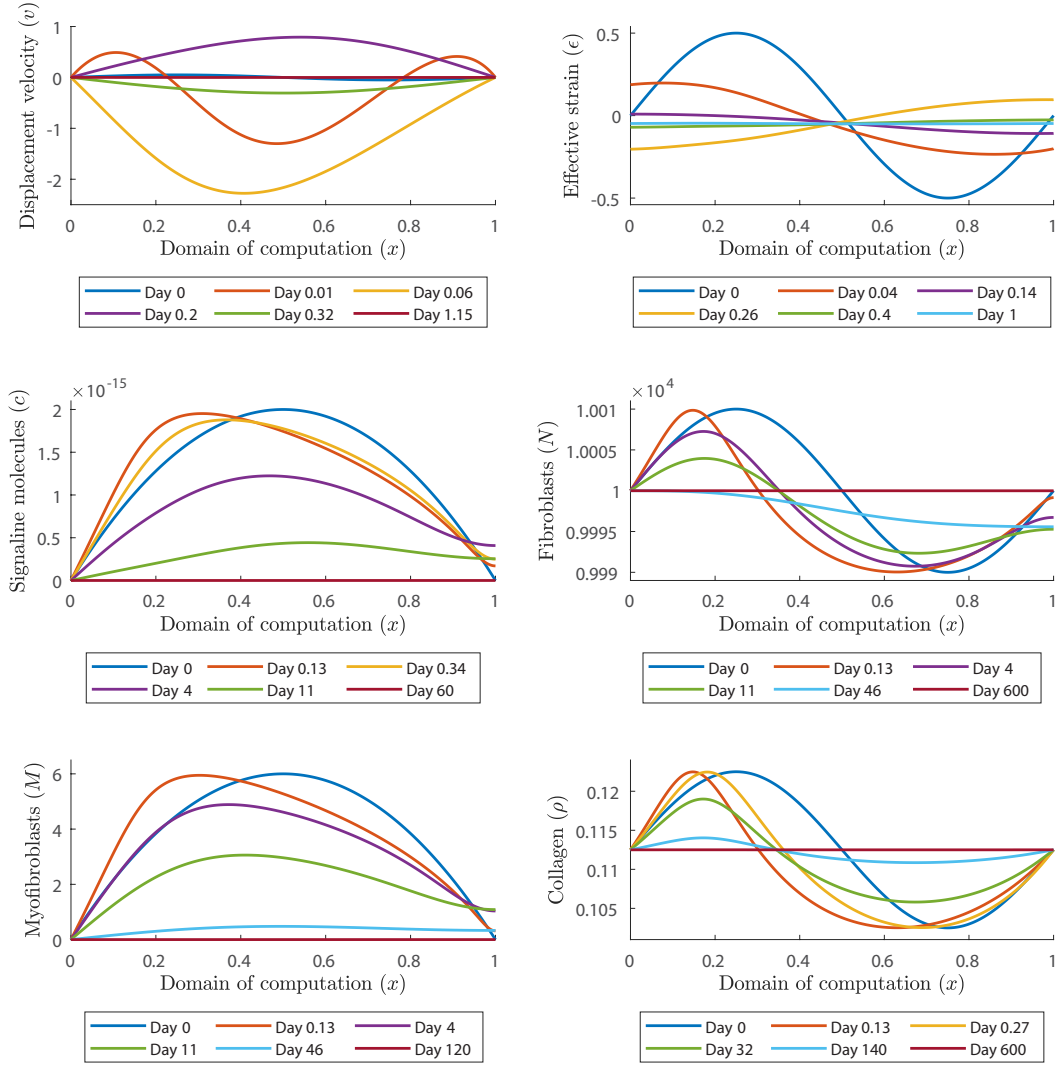 Displacement velocity (v)
1
0
-1
-2
0 0.2 0.4 0.6 0.8 1
Domain of computation (x)
Day 0 Day 0.01 Day 0.06
Day 0.2 Day 0.32 Day 1.15
Effective strain (ϵ)
0.5
0
-0.5
0 0.2 0.4 0.6 0.8 1
Domain of computation (x)
Day 0 Day 0.04 Day 0.14
Day 0.26 Day 0.4 Day 1
Signaline molecules (c)
×10⁻¹⁵
2
1.5
1
0.5
0
0 0.2 0.4 0.6 0.8 1
Domain of computation (x)
Day 0 Day 0.13 Day 0.34
Day 4 Day 11 Day 60
Fibroblasts (N)
×10⁴
1.001
1.0005
1
0.9995
0.999
0 0.2 0.4 0.6 0.8 1
Domain of computation (x)
Day 0 Day 0.13 Day 4
Day 11 Day 46 Day 600
Myofibroblasts (M)
6
4
2
0
0 0.2 0.4 0.6 0.8 1
Domain of computation (x)
Day 0 Day 0.13 Day 4
Day 11 Day 46 Day 120
Collagen (ρ)
0.12
0.115
0.11
0.105
0 0.2 0.4 0.6 0.8 1
Domain of computation (x)
Day 0 Day 0.13 Day 0.27
Day 32 Day 140 Day 600